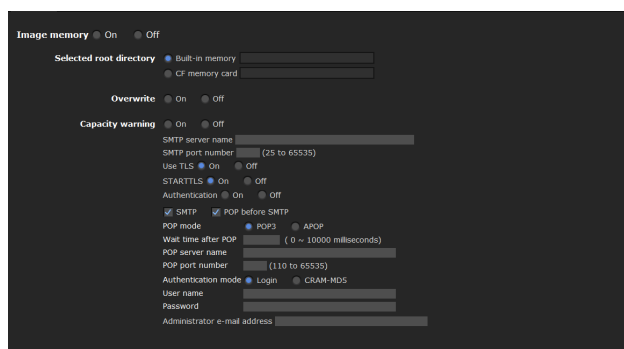 Image memory On Off
Selected root directory Built-in memory
CF memory card
Overwrite On Off
Capacity warning On Off
SMTP server name
SMTP port number (25 to 65535)
Use TLS On Off
STARTTLS On Off
Authentication On Off
SMTP POP before SMTP
POP mode POP3 APOP
Wait time after POP ( 0 ~ 10000 milliseconds)
POP server name
POP port number (110 to 65535)
Authentication mode Login CRAM-MD5
User name
Password
Administrator e-mail address